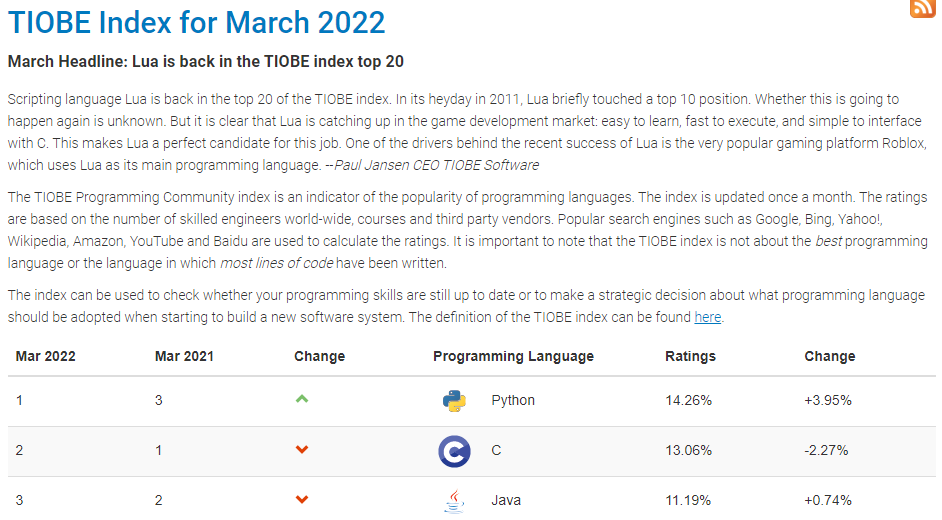 TIOBE Index for March 2022
March Headline: Lua is back in the TIOBE index top 20
Scripting language Lua is back in the top 20 of the TIOBE index. In its heyday in 2011, Lua briefly touched a top 10 position. Whether this is going to
happen again is unknown. But it is clear that Lua is catching up in the game development market: easy to learn, fast to execute, and simple to interface
with C. This makes Lua a perfect candidate for this job. One of the drivers behind the recent success of Lua is the very popular gaming platform Roblox,
which uses Lua as its main programming language. --Paul Jansen CEO TIOBE Software
The TIOBE Programming Community index is an indicator of the popularity of programming languages. The index is updated once a month. The ratings
are based on the number of skilled engineers world-wide, courses and third party vendors. Popular search engines such as Google, Bing, Yahoo!,
Wikipedia, Amazon, YouTube and Baidu are used to calculate the ratings. It is important to note that the TIOBE index is not about the best programming
language or the language in which most lines of code have been written.
The index can be used to check whether your programming skills are still up to date or to make a strategic decision about what programming language
should be adopted when starting to build a new software system. The definition of the TIOBE index can be found here.
Mar 2022 Mar 2021 Change Programming Language Ratings Change
1 3 Python 14.26% +3.95%
2 1 C 13.06% -2.27%
3 2 Java 11.19% +0.74%